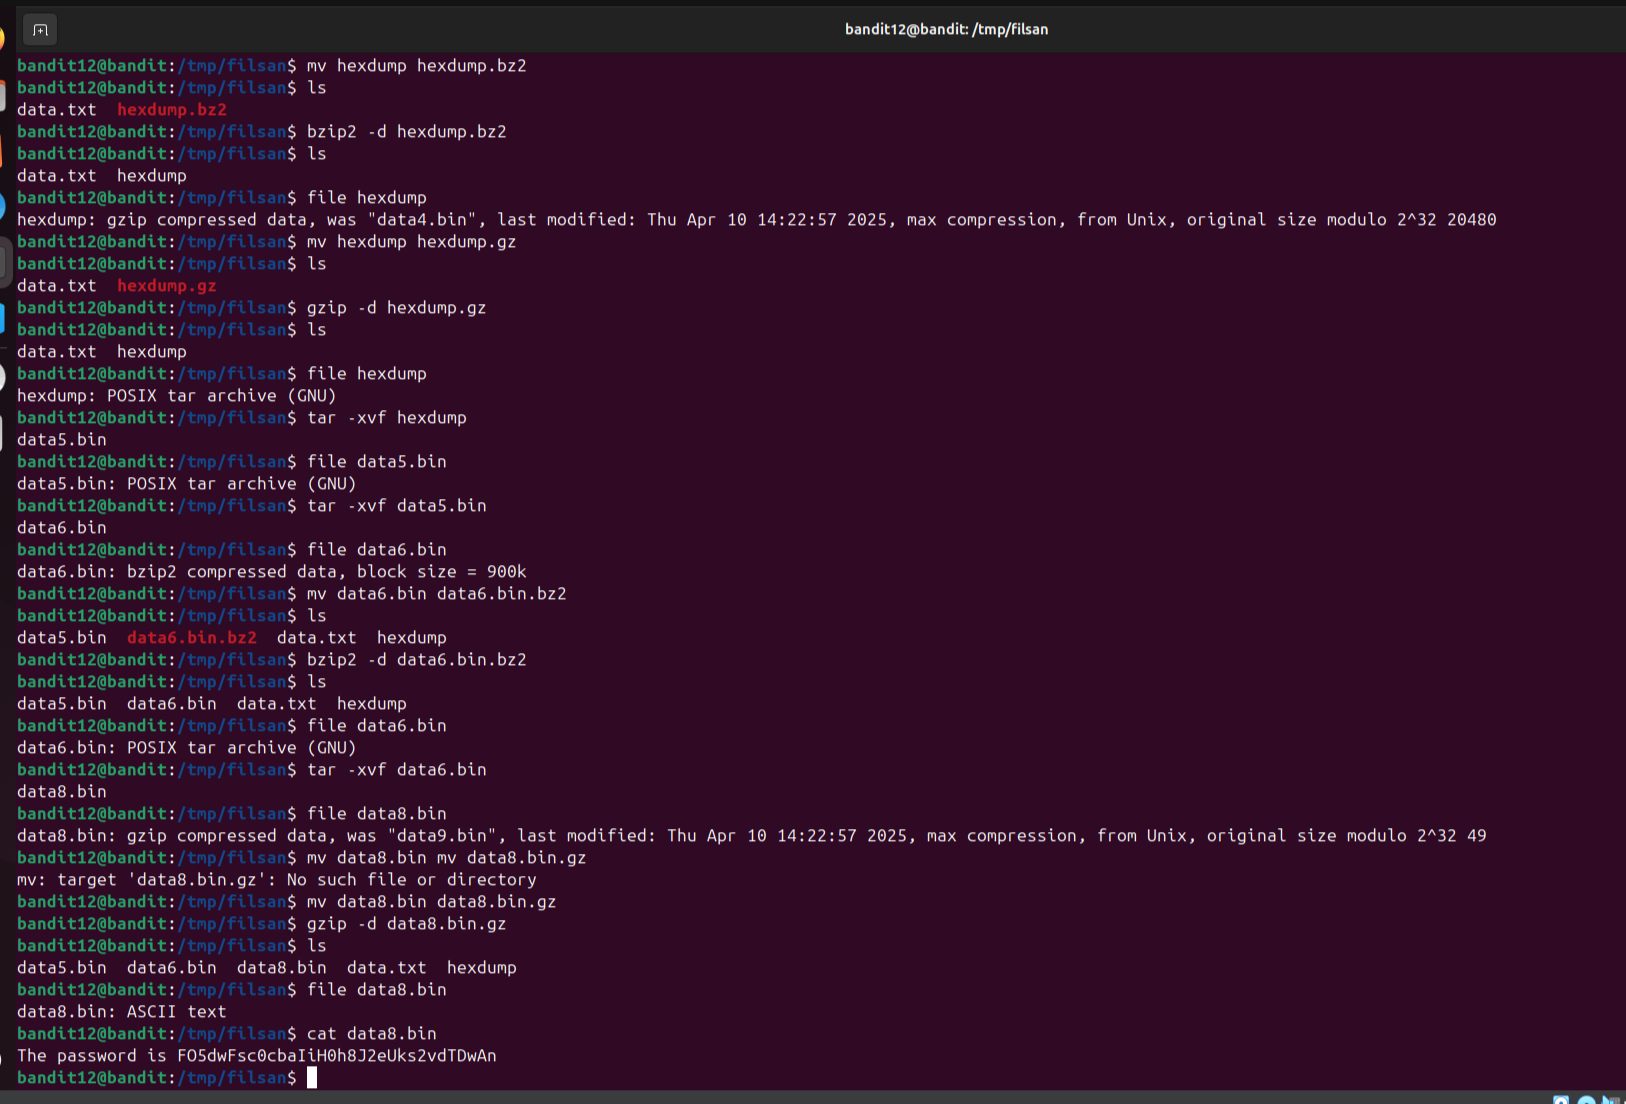 bandit12@bandit: /tmp/filsan
bandit12@bandit:/tmp/filsan$ mv hexdump hexdump.bz2
bandit12@bandit:/tmp/filsan$ ls
data.txt  hexdump.bz2
bandit12@bandit:/tmp/filsan$ bzip2 -d hexdump.bz2
bandit12@bandit:/tmp/filsan$ ls
data.txt  hexdump
bandit12@bandit:/tmp/filsan$ file hexdump
hexdump: gzip compressed data, was "data4.bin", last modified: Thu Apr 10 14:22:57 2025, max compression, from Unix, original size modulo 2^32 20480
bandit12@bandit:/tmp/filsan$ mv hexdump hexdump.gz
bandit12@bandit:/tmp/filsan$ ls
data.txt  hexdump.gz
bandit12@bandit:/tmp/filsan$ gzip -d hexdump.gz
bandit12@bandit:/tmp/filsan$ ls
data.txt  hexdump
bandit12@bandit:/tmp/filsan$ file hexdump
hexdump: POSIX tar archive (GNU)
bandit12@bandit:/tmp/filsan$ tar -xvf hexdump
data5.bin
bandit12@bandit:/tmp/filsan$ file data5.bin
data5.bin: POSIX tar archive (GNU)
bandit12@bandit:/tmp/filsan$ tar -xvf data5.bin
data6.bin
bandit12@bandit:/tmp/filsan$ file data6.bin
data6.bin: bzip2 compressed data, block size = 900k
bandit12@bandit:/tmp/filsan$ mv data6.bin data6.bin.bz2
bandit12@bandit:/tmp/filsan$ ls
data5.bin  data6.bin.bz2  data.txt  hexdump
bandit12@bandit:/tmp/filsan$ bzip2 -d data6.bin.bz2
bandit12@bandit:/tmp/filsan$ ls
data5.bin  data6.bin  data.txt  hexdump
bandit12@bandit:/tmp/filsan$ file data6.bin
data6.bin: POSIX tar archive (GNU)
bandit12@bandit:/tmp/filsan$ tar -xvf data6.bin
data8.bin
bandit12@bandit:/tmp/filsan$ file data8.bin
data8.bin: gzip compressed data, was "data9.bin", last modified: Thu Apr 10 14:22:57 2025, max compression, from Unix, original size modulo 2^32 49
bandit12@bandit:/tmp/filsan$ mv data8.bin mv data8.bin.gz
mv: target 'data8.bin.gz': No such file or directory
bandit12@bandit:/tmp/filsan$ mv data8.bin data8.bin.gz
bandit12@bandit:/tmp/filsan$ gzip -d data8.bin.gz
bandit12@bandit:/tmp/filsan$ ls
data5.bin  data6.bin  data8.bin  data.txt  hexdump
bandit12@bandit:/tmp/filsan$ file data8.bin
data8.bin: ASCII text
bandit12@bandit:/tmp/filsan$ cat data8.bin
The password is FO5dwFsc0cbaIiH0h8J2eUks2vdTDwAn
bandit12@bandit:/tmp/filsan$